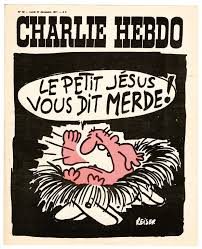 CHARLIE HEBDO
LE PETIT JÉSUS
VOUS DIT MERDE!
REISER